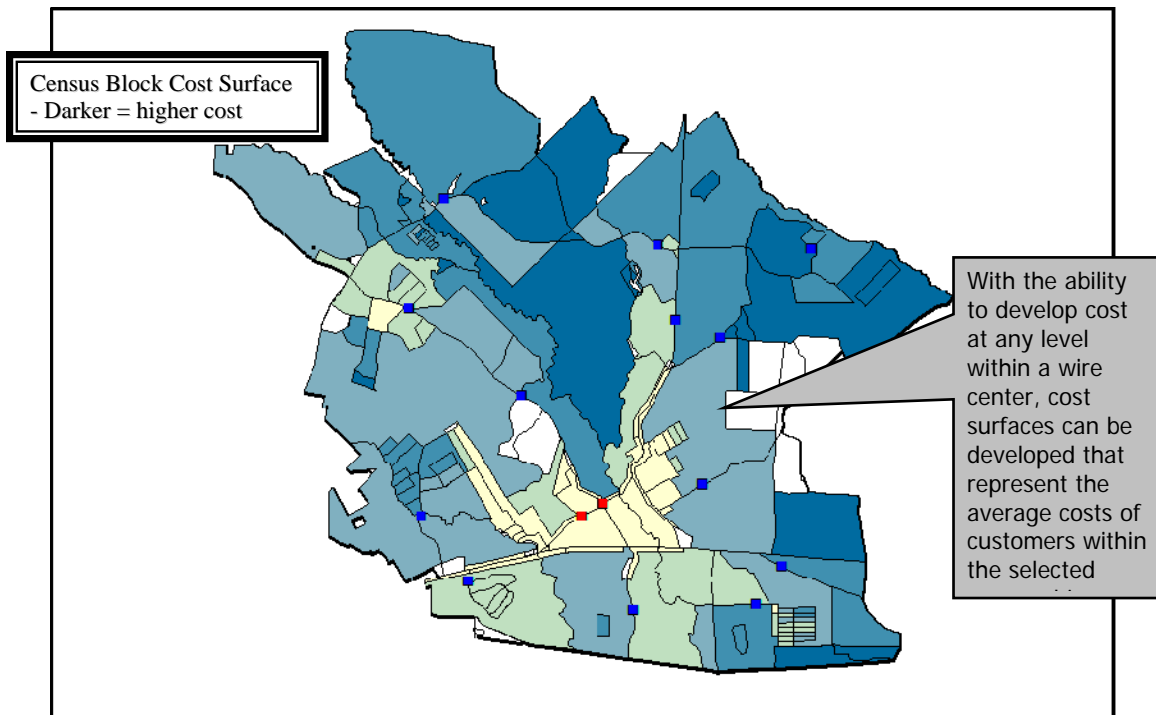 Census Block Cost Surface
- Darker = higher cost
With the ability
to develop cost
at any level
within a wire
center, cost
surfaces can be
developed that
represent the
average costs of
customers within
the selected